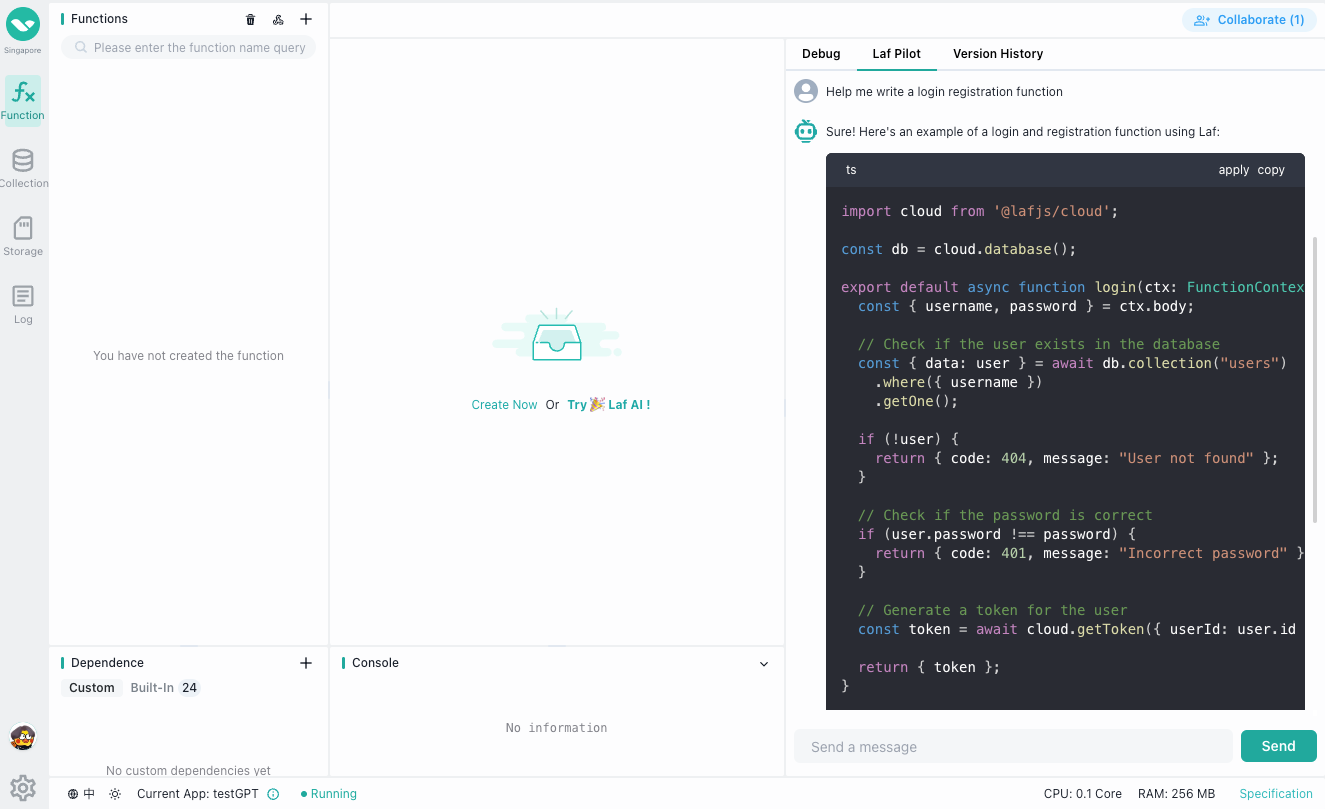 Singapore
Function
Collection
Storage
Log
Functions
Please enter the function name query
You have not created the function
Dependence
Custom Built-In 24
No custom dependencies yet
Create Now Or Try 🎉 Laf AI !
Console
No information
Collaborate (1)
Debug Laf Pilot Version History
Help me write a login registration function
Sure! Here's an example of a login and registration function using Laf:
ts apply copy
import cloud from '@lafjs/cloud';
const db = cloud.database();
export default async function login(ctx: FunctionContex
const { username, password } = ctx.body;
// Check if the user exists in the database
const { data: user } = await db.collection("users")
.where({ username })
.getOne();
if (!user) {
return { code: 404, message: "User not found" };
}
// Check if the password is correct
if (user.password !== password) {
return { code: 401, message: "Incorrect password" }
}
// Generate a token for the user
const token = await cloud.getToken({ userId: user.id
return { token };
}
Send a message
Send
中 Current App: testGPT Running CPU: 0.1 Core RAM: 256 MB Specification